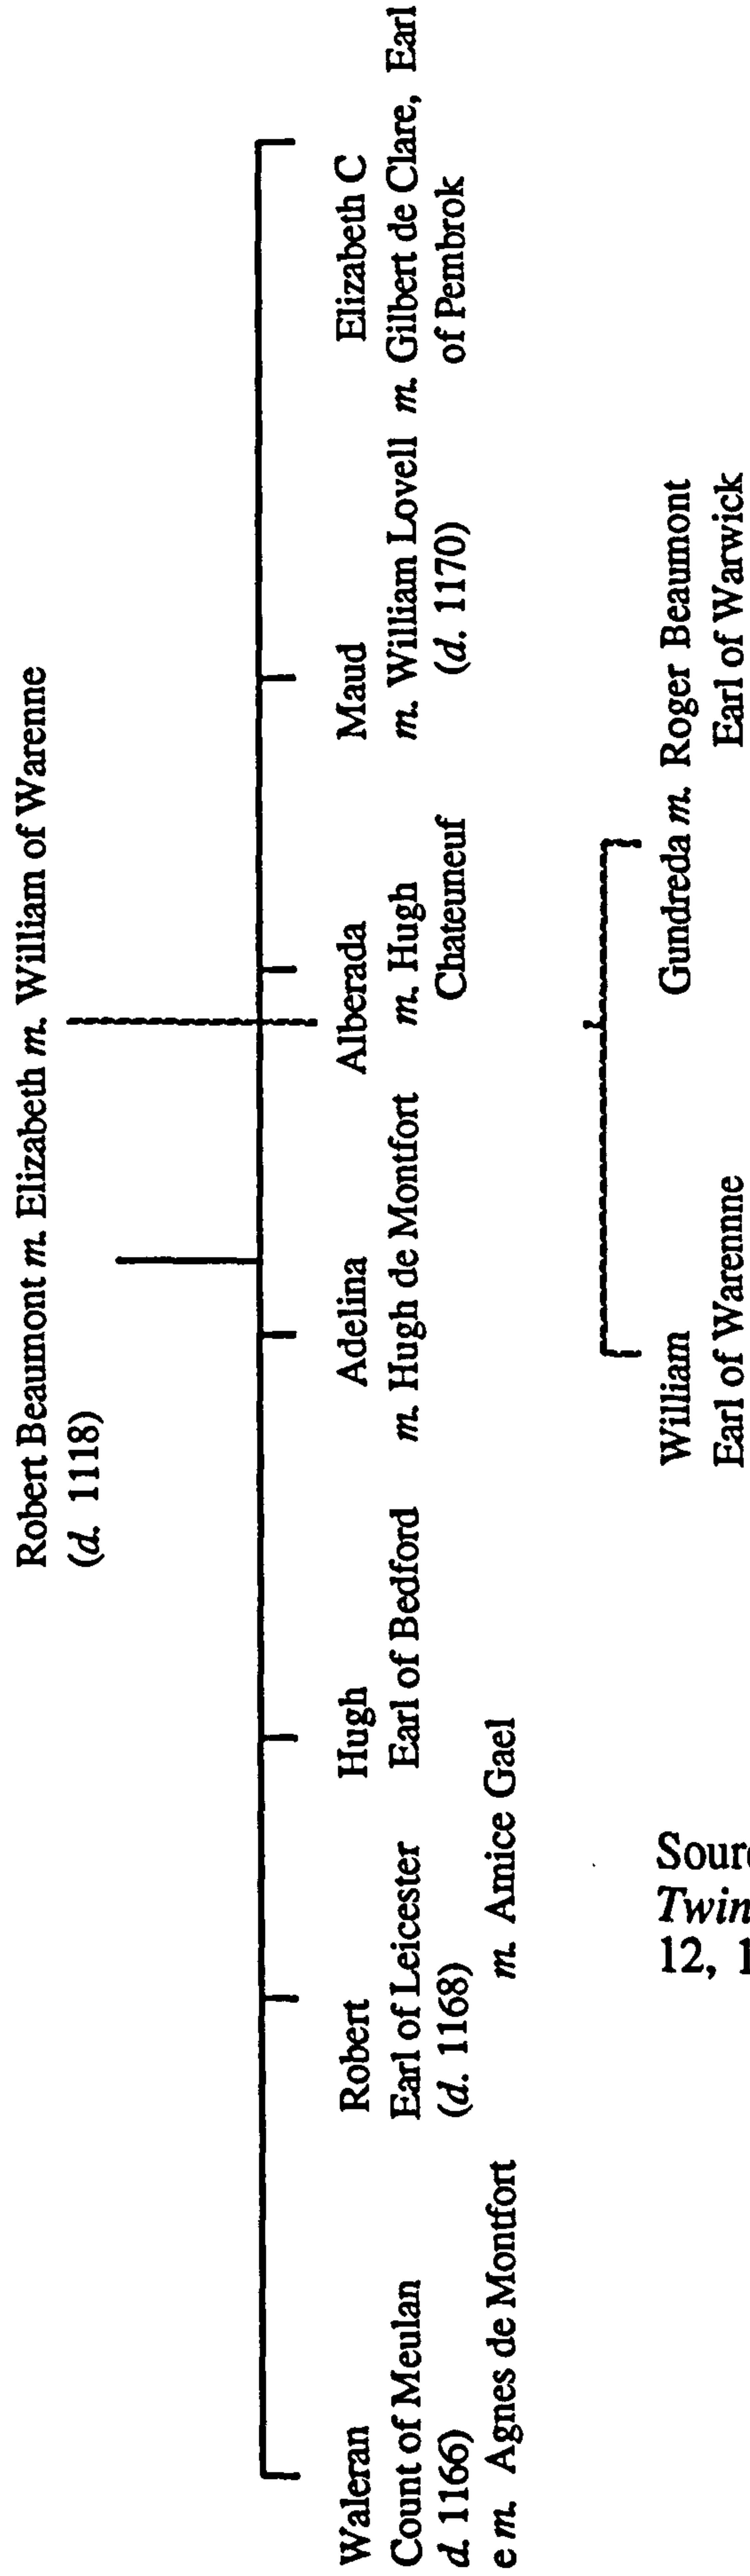 Robert Beaumont m. Elizabeth m. William of Warenne
(d. 1118)
Waleran
Count of Meulan
d. 1166)
e m. Agnes de Montfort
Robert
Earl of Leicester
(d. 1168)
m. Amice Gael
Hugh
Earl of Bedford
Adelina
m. Hugh de Montfort
Alberada
m. Hugh
Chateuneuf
Maud
m. William Lovell
(d. 1170)
Elizabeth C
m. Gilbert de Clare, Earl
of Pembrok
William
Earl of Warennne
Gundreda m. Roger Beaumont
Earl of Warwick
Sour
Twin
12, 1